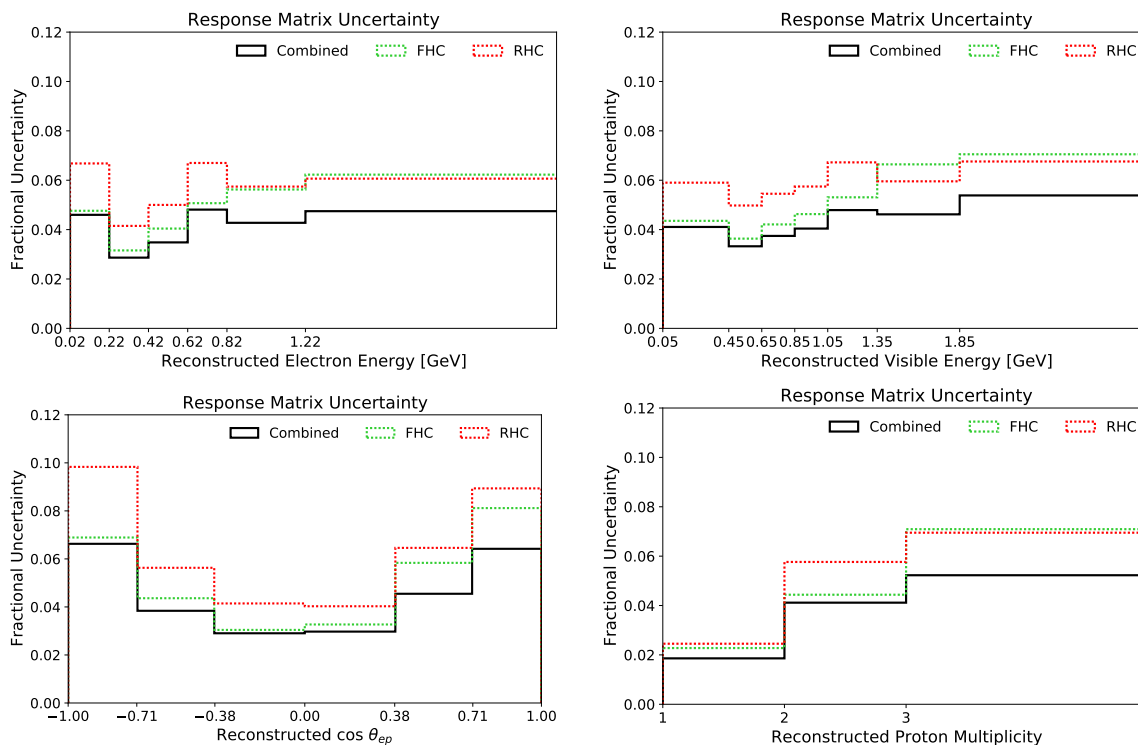 Response Matrix Uncertainty
0.12
Combined FHC RHC
0.10
0.08
0.06
0.04
0.02
0.00
Fractional Uncertainty
0.02 0.22 0.42 0.62 0.82 1.22
Reconstructed Electron Energy [GeV]
Response Matrix Uncertainty
0.12
Combined FHC RHC
0.10
0.08
0.06
0.04
0.02
0.00
Fractional Uncertainty
0.05 0.45 0.65 0.85 1.05 1.35 1.85
Reconstructed Visible Energy [GeV]
Response Matrix Uncertainty
0.12
Combined FHC RHC
0.10
0.08
0.06
0.04
0.02
0.00
Fractional Uncertainty
−1.00 −0.71 −0.38 0.00 0.38 0.71 1.00
Reconstructed cos θep
Response Matrix Uncertainty
0.12
Combined FHC RHC
0.10
0.08
0.06
0.04
0.02
0.00
Fractional Uncertainty
1 2 3
Reconstructed Proton Multiplicity